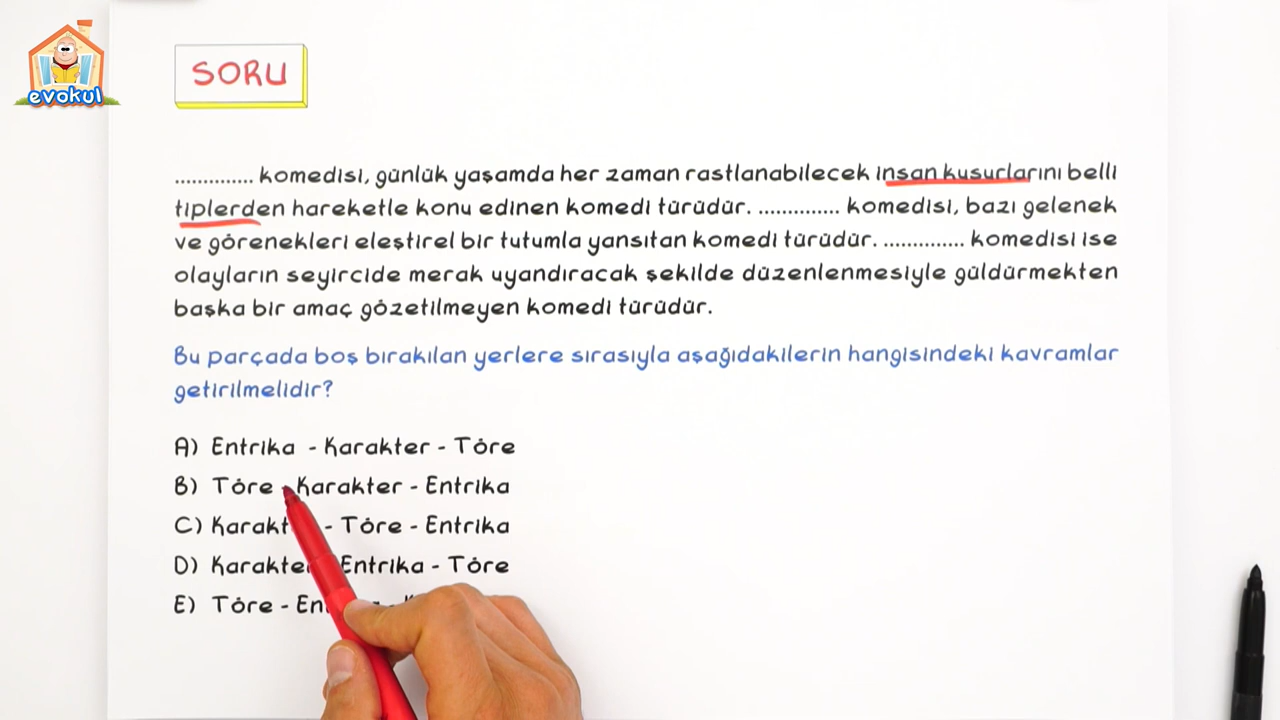 evokul
SORU
.............. komedisi, günlük yaşamda her zaman rastlanabilecek insan kusurlarını belli
tiplerden hareketle konu edinen komedi türüdür. .............. komedisi, bazı gelenek
ve görenekleri eleştirel bir tutumla yansıtan komedi türüdür. .............. komedisi ise
olayların seyircide merak uyandıracak şekilde düzenlenmesiyle güldürmekten
başka bir amaç gözetilmeyen komedi türüdür.
Bu parçada boş bırakılan yerlere sırasıyla aşağıdakilerin hangisindeki kavramlar
getirilmelidir?
A) Entrika - Karakter - Töre
B) Töre - Karakter - Entrika
C) - Töre - Entrika
D) Entrika - Töre
E) Töre -